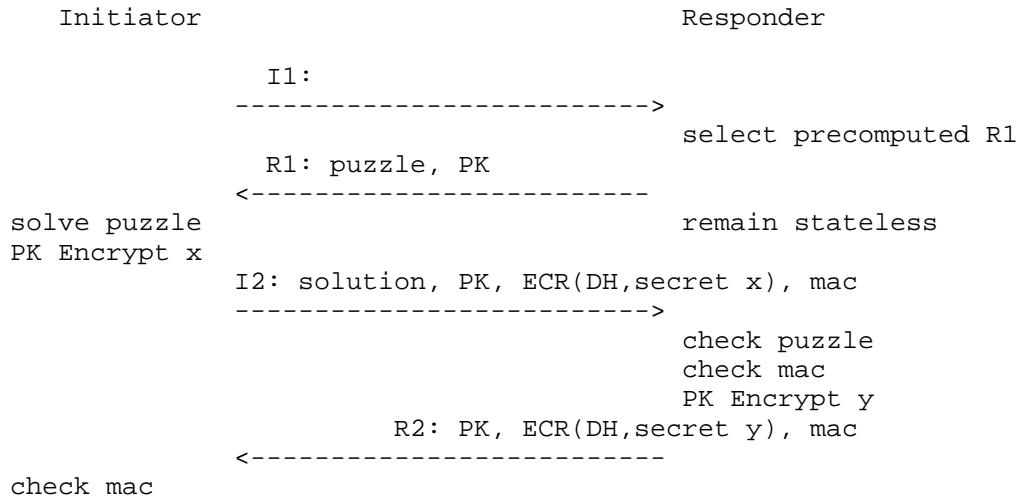 Initiator                              Responder
I1:
--------------------------->
select precomputed R1
R1: puzzle, PK
<-------------------------
solve puzzle                              remain stateless
PK Encrypt x
I2: solution, PK, ECR(DH,secret x), mac
--------------------------->
check puzzle
check mac
PK Encrypt y
R2: PK, ECR(DH,secret y), mac
<--------------------------
check mac